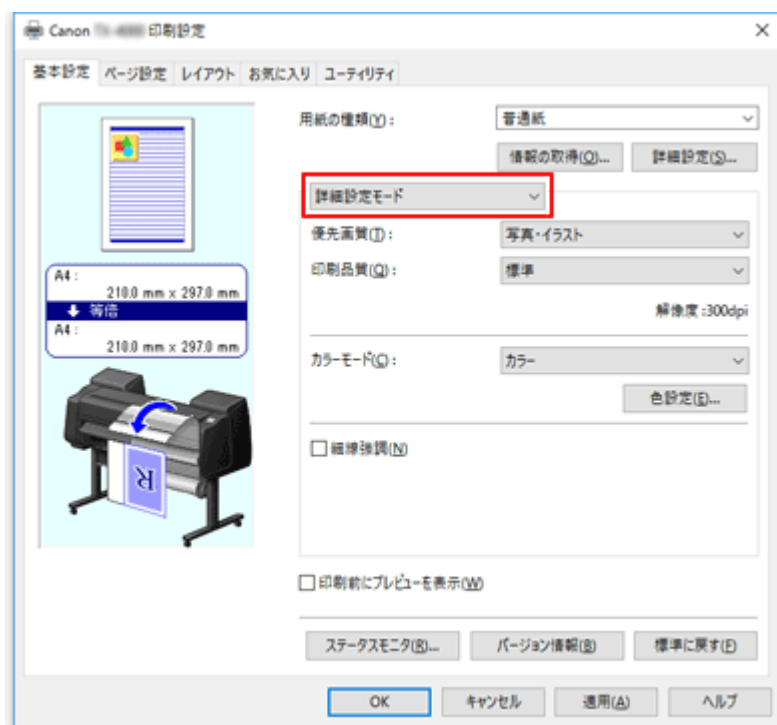 Canon 印刷設定
基本設定 ページ設定 レイアウト お気に入り ユーティリティ
用紙の種類(Y): 普通紙
情報の取得(O)... 詳細設定(S)...
詳細設定モード
優先画質(T): 写真・イラスト
印刷品質(Q): 標準
解像度:300dpi
カラーモード(C): カラー
色設定(E)...
細線強調(N)
A4:
210.0 mm x 297.0 mm
等倍
A4:
210.0 mm x 297.0 mm
R
印刷前にプレビューを表示(W)
ステータスモニタ(R)... バージョン情報(B) 標準に戻す(F)
OK キャンセル 適用(A) ヘルプ